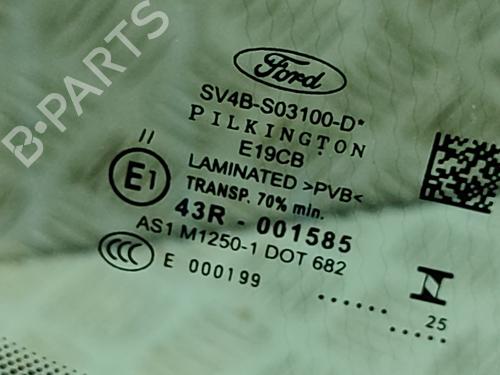 B-PARTS
Ford
SV4B-S03100-D*
PILKINGTON
E19CB
II
LAMINATED >PVB<
E1
TRANSP. 70% min.
43R - 001585
AS1 M1250-1 DOT 682
CCC
E 000199
......
25
......